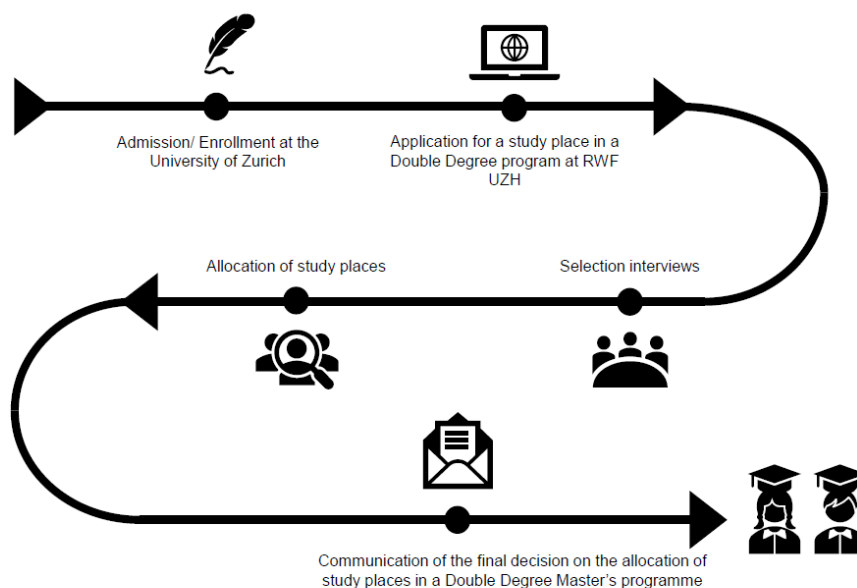 Admission/ Enrollment at the
University of Zurich
Application for a study place in a
Double Degree program at RWF
UZH
Selection interviews
Allocation of study places
Communication of the final decision on the allocation of
study places in a Double Degree Master's programme